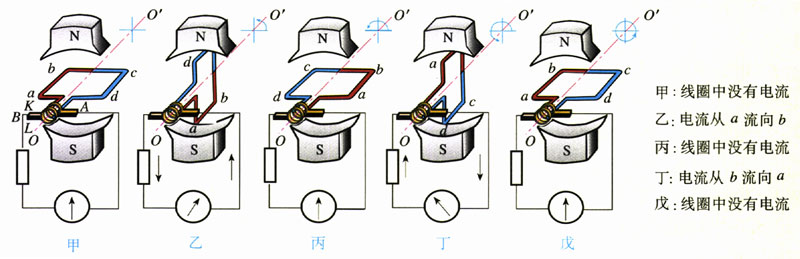 O' O' O' O' O'
N N N N N
b c a d K A B L O
d b a O
c b d a O
a b c d O
b c a d O
S S S S S
甲 乙 丙 丁 戊
甲:线圈中没有电流
乙:电流从 a 流向 b
丙:线圈中没有电流
丁:电流从 b 流向 a
戊:线圈中没有电流